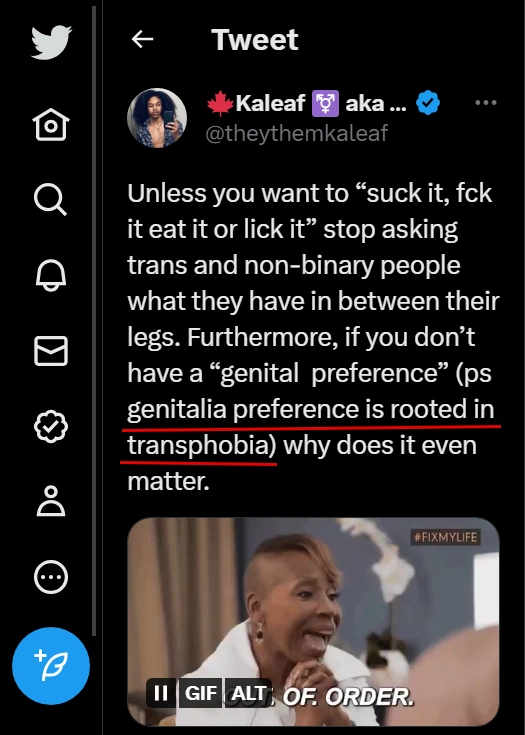 Tweet
Kaleaf aka ...
@theythemkaleaf
Unless you want to “suck it, fck
it eat it or lick it” stop asking
trans and non-binary people
what they have in between their
legs. Furthermore, if you don’t
have a “genital preference” (ps
genitalia preference is rooted in
transphobia) why does it even
matter.
#FIXMYLIFE
GIF ALT OF. ORDER.